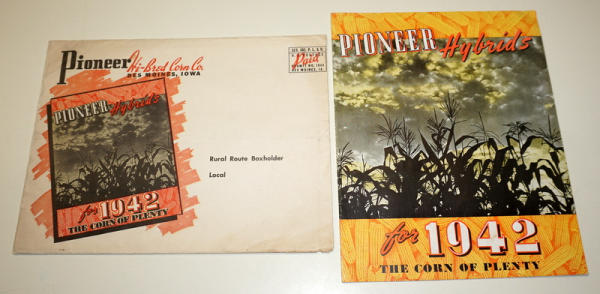 Pioneer Hi-Bred Corn Co.
DES MOINES, IOWA
Paid
DES MOINES, IA.
PIONEER Hybrids
for 1942
THE CORN OF PLENTY
Rural Route Boxholder
Local
PIONEER Hybrids
for 1942
THE CORN OF PLENTY